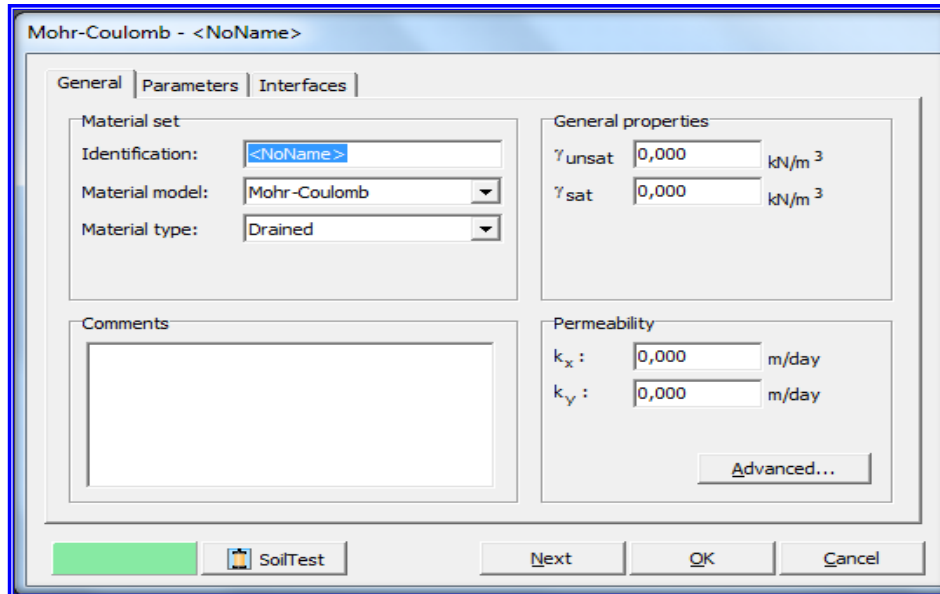 Mohr-Coulomb - <NoName>
General Parameters Interfaces
Material set
Identification: <NoName>
Material model: Mohr-Coulomb
Material type: Drained
General properties
γunsat 0,000 kN/m 3
γsat 0,000 kN/m 3
Comments
Permeability
kx : 0,000 m/day
ky : 0,000 m/day
Advanced...
SoilTest Next OK Cancel